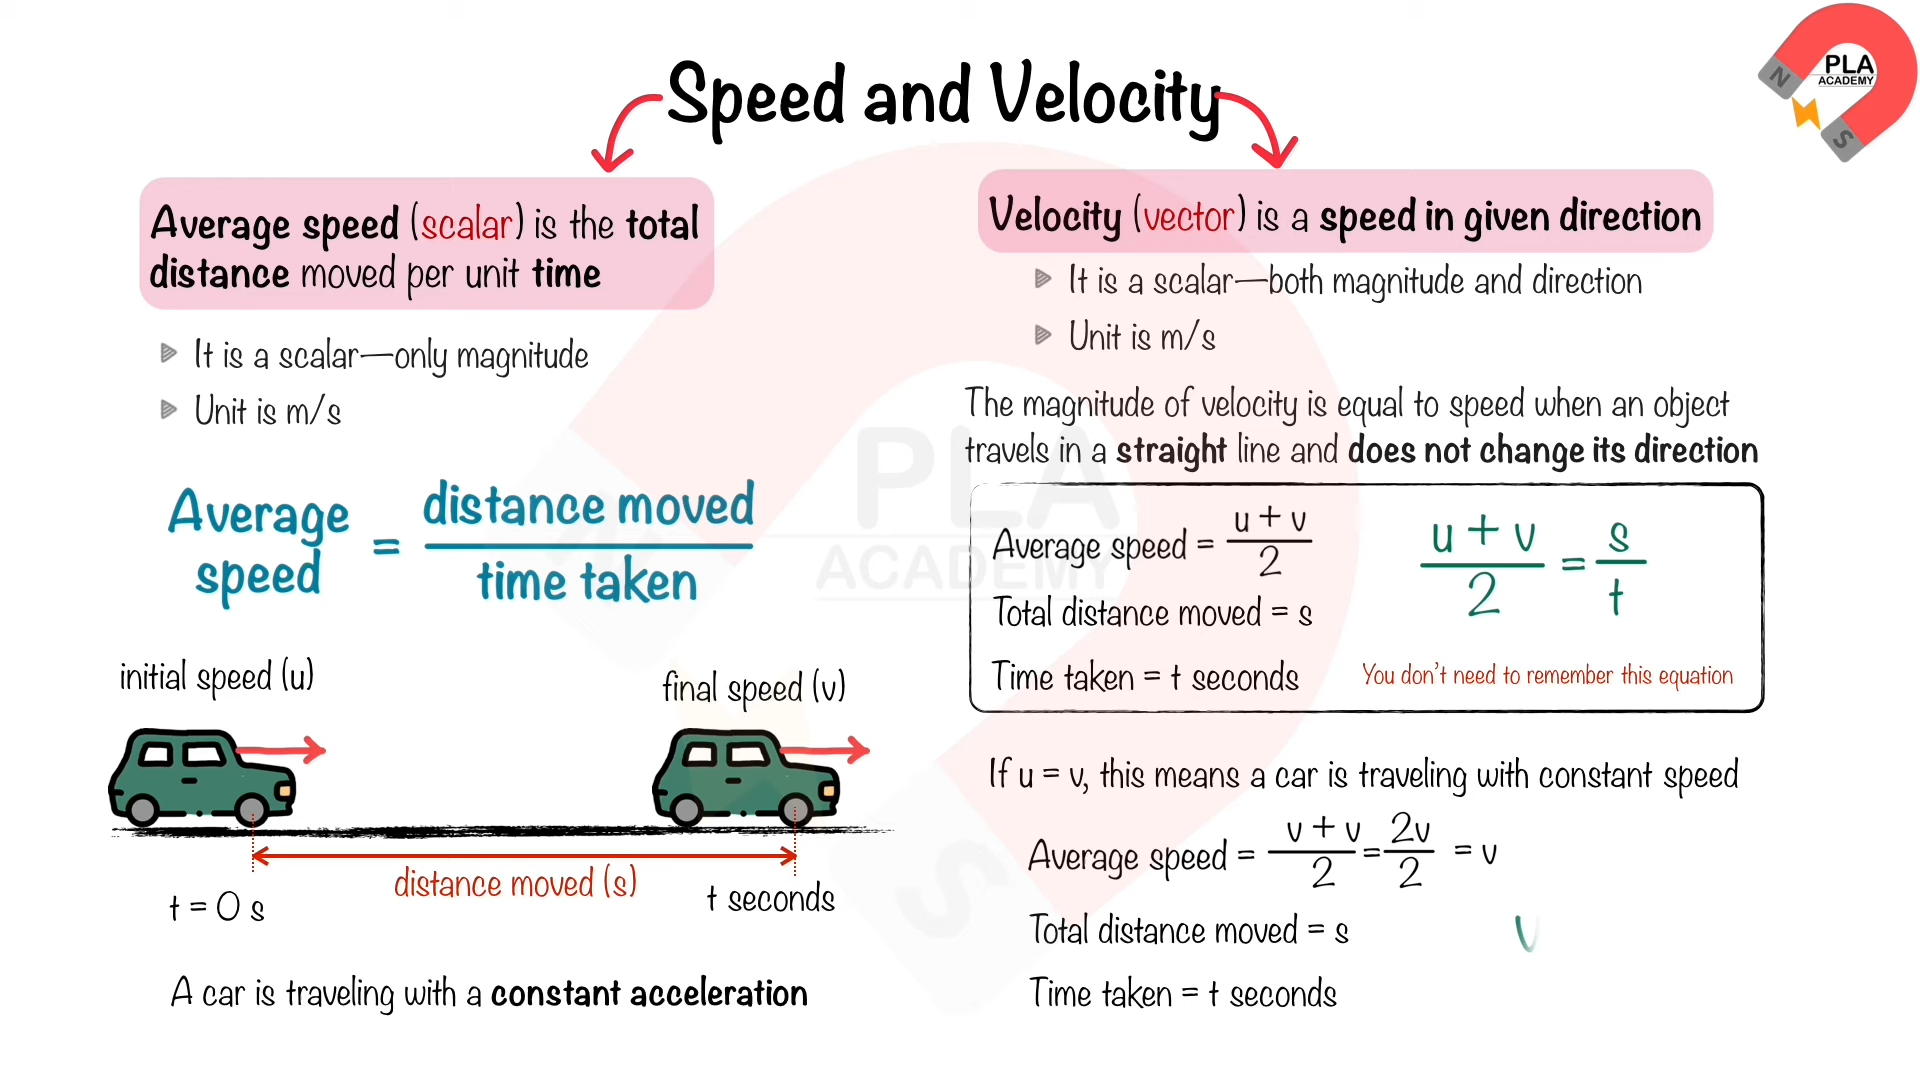 Speed and Velocity
N
PLA
ACADEMY
S
Average speed (scalar) is the total
distance moved per unit time
It is a scalar—only magnitude
Unit is m/s
Average
speed
=
distance moved
time taken
initial speed (u)
final speed (v)
distance moved (s)
t = 0 s
t seconds
A car is traveling with a constant acceleration
Velocity (vector) is a speed in given direction
It is a scalar—both magnitude and direction
Unit is m/s
The magnitude of velocity is equal to speed when an object
travels in a straight line and does not change its direction
PLA
ACADEMY
S
Average speed = u + v / 2
Total distance moved = s
Time taken = t seconds
u + v / 2 = s / t
You don't need to remember this equation
If u = v, this means a car is traveling with constant speed
Average speed = v + v / 2 = 2v / 2 = v
Total distance moved = s
v
Time taken = t seconds